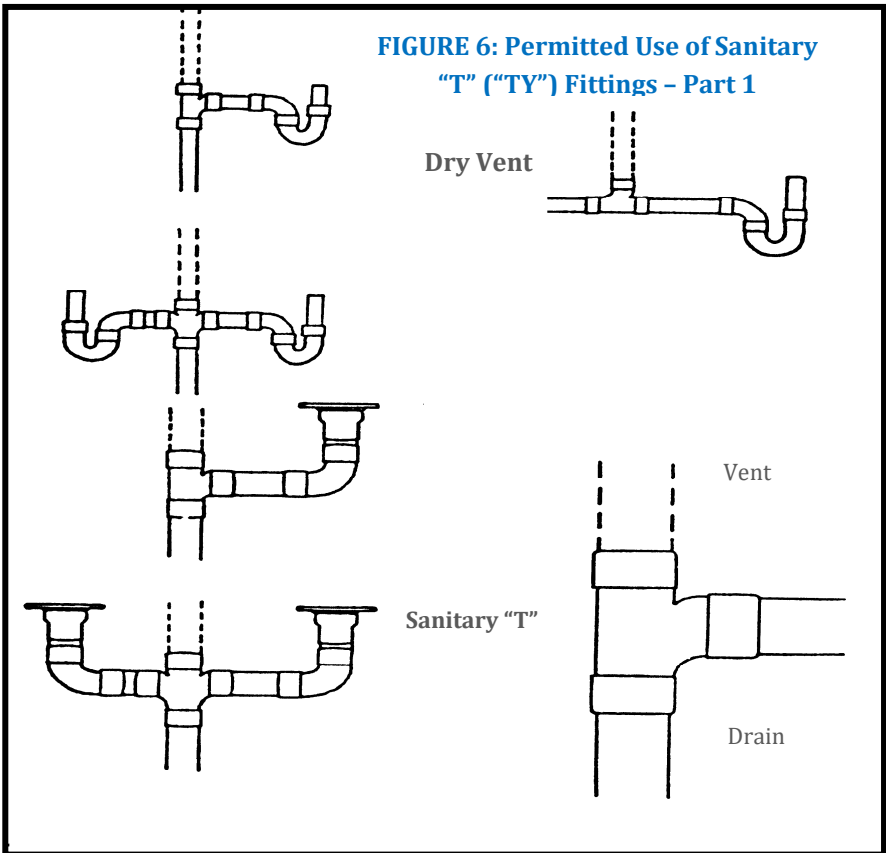 FIGURE 6: Permitted Use of Sanitary
“T” (“TY”) Fittings – Part 1
Dry Vent
Vent
Sanitary “T”
Drain